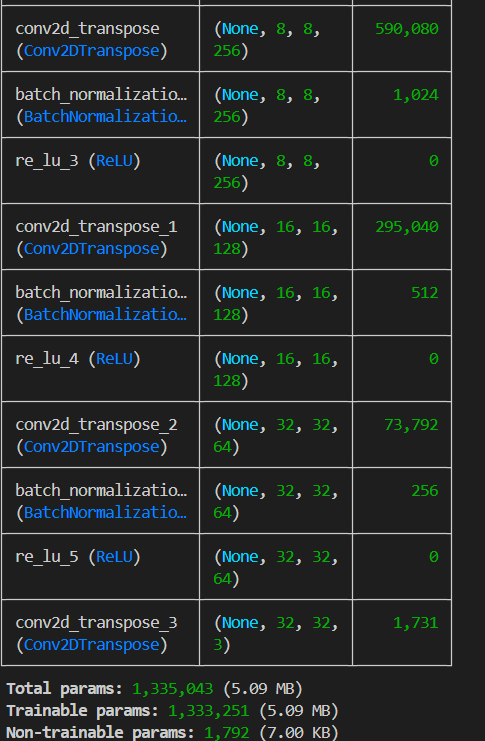 conv2d_transpose (None, 8, 8, 590,080
(Conv2DTranspose) 256)
batch_normalizatio… (None, 8, 8, 1,024
(BatchNormalizatio… 256)
re_lu_3 (ReLU) (None, 8, 8, 0
256)
conv2d_transpose_1 (None, 16, 16, 295,040
(Conv2DTranspose) 128)
batch_normalizatio… (None, 16, 16, 512
(BatchNormalizatio… 128)
re_lu_4 (ReLU) (None, 16, 16, 0
128)
conv2d_transpose_2 (None, 32, 32, 73,792
(Conv2DTranspose) 64)
batch_normalizatio… (None, 32, 32, 256
(BatchNormalizatio… 64)
re_lu_5 (ReLU) (None, 32, 32, 0
64)
conv2d_transpose_3 (None, 32, 32, 1,731
(Conv2DTranspose) 3)
Total params: 1,335,043 (5.09 MB)
Trainable params: 1,333,251 (5.09 MB)
Non-trainable params: 1,792 (7.00 KB)